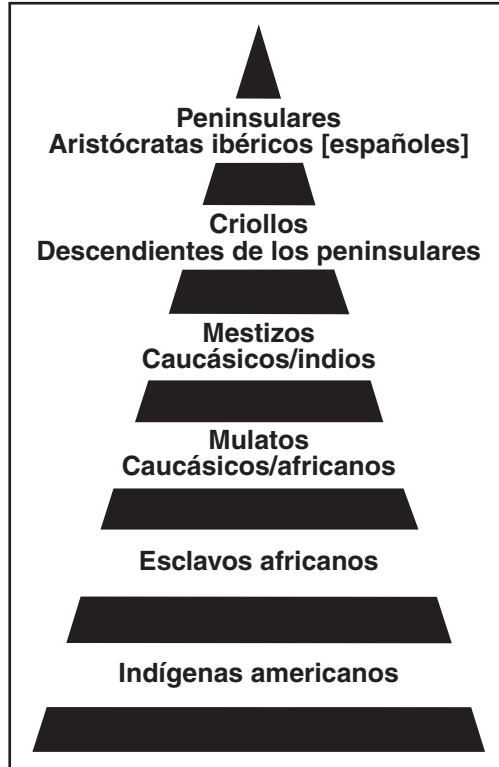 Peninsulares
Aristócratas ibéricos [españoles]
Criollos
Descendientes de los peninsulares
Mestizos
Caucásicos/indios
Mulatos
Caucásicos/africanos
Esclavos africanos
Indígenas americanos